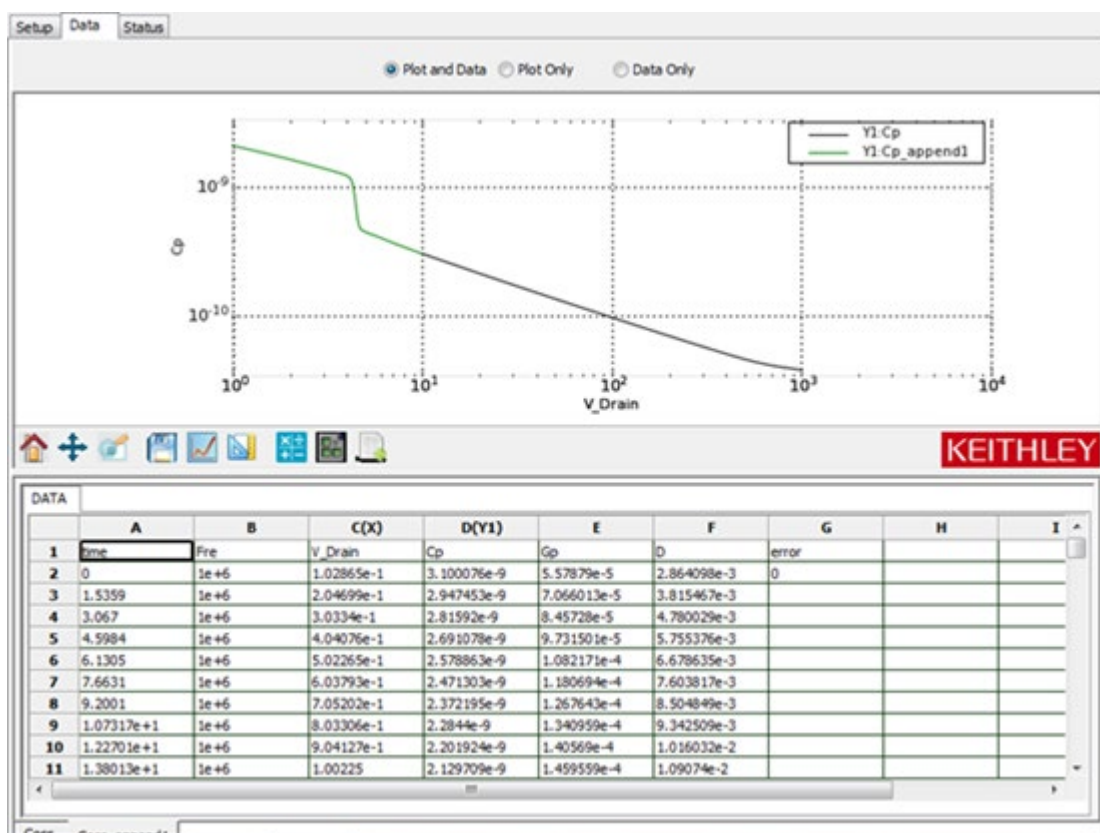 Setup Data Status
Plot and Data Plot Only Data Only
Y1:Cp
Y1:Cp_append1
10-9
Cp
10-10
100 101 102 103 104
V_Drain
KEITHLEY
DATA
A B C(X) D(Y1) E F G H I
1 time Fre V_Drain Cp Gp D error
2 0 1e+6 1.02865e-1 3.100076e-9 5.57879e-5 2.864098e-3 0
3 1.5359 1e+6 2.04699e-1 2.947453e-9 7.066013e-5 3.815467e-3
4 3.067 1e+6 3.0334e-1 2.81592e-9 8.45728e-5 4.780029e-3
5 4.5984 1e+6 4.04076e-1 2.691078e-9 9.731501e-5 5.755376e-3
6 6.1305 1e+6 5.02265e-1 2.578863e-9 1.082171e-4 6.678635e-3
7 7.6631 1e+6 6.03793e-1 2.471303e-9 1.180694e-4 7.603817e-3
8 9.2001 1e+6 7.05202e-1 2.372195e-9 1.267643e-4 8.504849e-3
9 1.07317e+1 1e+6 8.03306e-1 2.2844e-9 1.340959e-4 9.342509e-3
10 1.22701e+1 1e+6 9.04127e-1 2.201924e-9 1.40569e-4 1.016032e-2
11 1.38013e+1 1e+6 1.00225 2.129709e-9 1.459559e-4 1.09074e-2